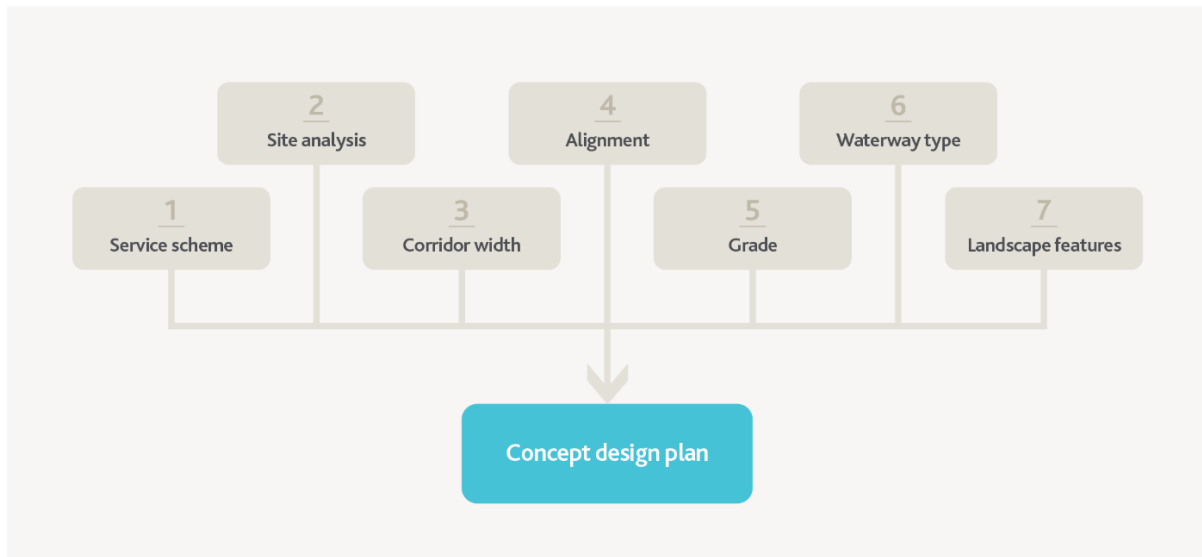 1
Service scheme
2
Site analysis
3
Corridor width
4
Alignment
5
Grade
6
Waterway type
7
Landscape features
Concept design plan